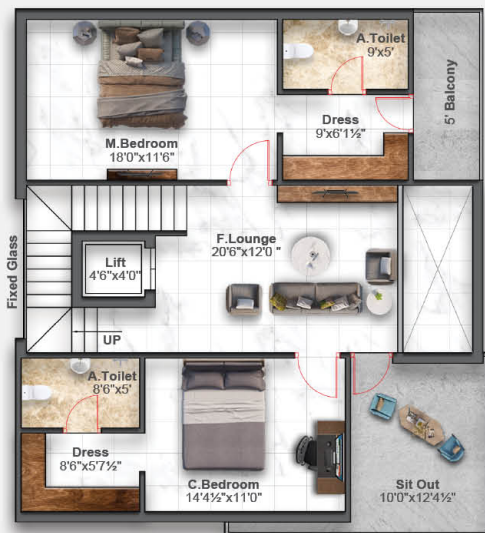 A.Toilet
9'x5'
5' Balcony
Dress
9'x6'1½"
M.Bedroom
18'0"x11'6"
Fixed Glass
Lift
4'6"x4'0"
F.Lounge
20'6"x12'0 "
UP
A.Toilet
8'6"x5'
Dress
8'6"x5'7½"
C.Bedroom
14'4½"x11'0"
Sit Out
10'0"x12'4½"